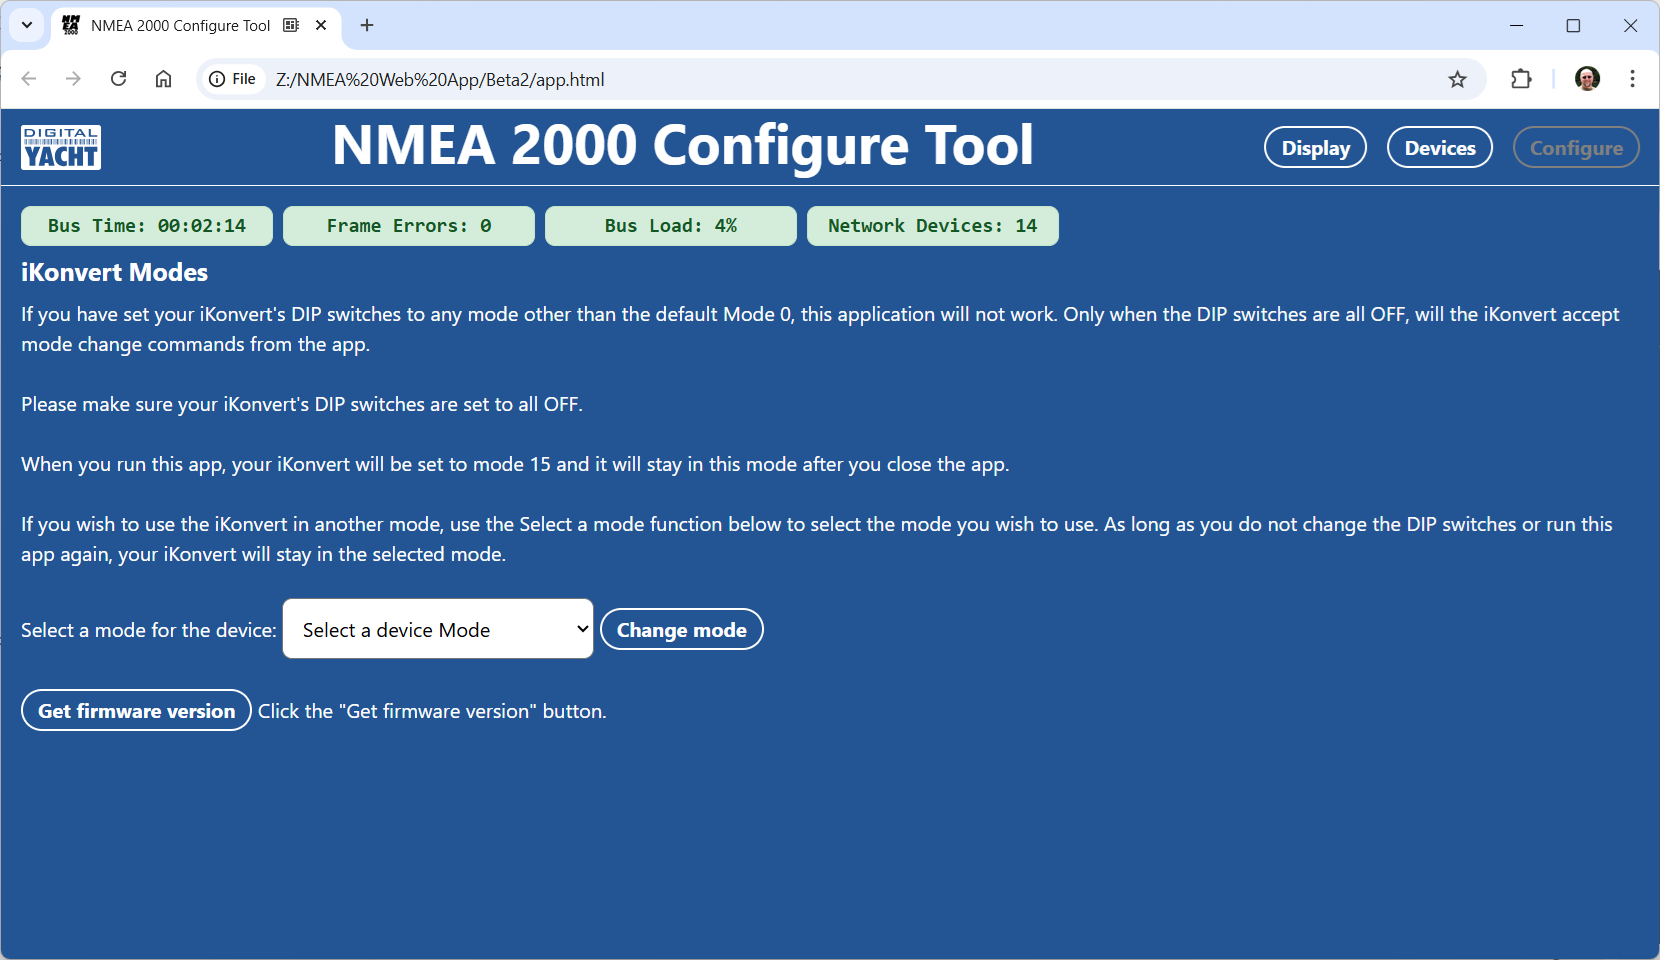 NMEA 2000 Configure Tool
File
Z:/NMEA%20Web%20App/Beta2/app.html
DIGITAL
YACHT
NMEA 2000 Configure Tool
Display
Devices
Configure
Bus Time: 00:02:14
Frame Errors: 0
Bus Load: 4%
Network Devices: 14
iKonvert Modes
If you have set your iKonvert's DIP switches to any mode other than the default Mode 0, this application will not work. Only when the DIP switches are all OFF, will the iKonvert accept
mode change commands from the app.
Please make sure your iKonvert's DIP switches are set to all OFF.
When you run this app, your iKonvert will be set to mode 15 and it will stay in this mode after you close the app.
If you wish to use the iKonvert in another mode, use the Select a mode function below to select the mode you wish to use. As long as you do not change the DIP switches or run this
app again, your iKonvert will stay in the selected mode.
Select a mode for the device:
Select a device Mode
Change mode
Get firmware version
Click the "Get firmware version" button.